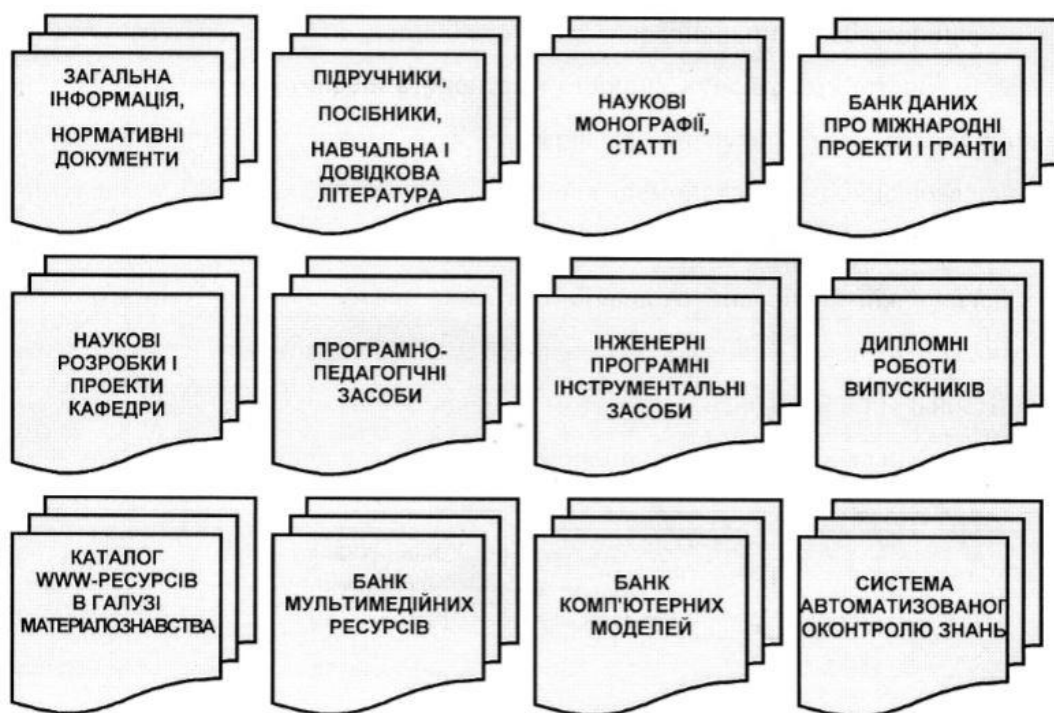 ЗАГАЛЬНА
ІНФОРМАЦІЯ,
НОРМАТИВНІ
ДОКУМЕНТИ
ПІДРУЧНИКИ,
ПОСІБНИКИ,
НАВЧАЛЬНА І
ДОВІДКОВА
ЛІТЕРАТУРА
НАУКОВІ
МОНОГРАФІЇ,
СТАТТІ
БАНК ДАНИХ
ПРО МІЖНАРОДНІ
ПРОЕКТИ І ГРАНТИ
НАУКОВІ
РОЗРОБКИ І
ПРОЕКТИ
КАФЕДРИ
ПРОГРАМНО-
ПЕДАГОГІЧНІ
ЗАСОБИ
ІНЖЕНЕРНІ
ПРОГРАМНІ
ІНСТРУМЕНТАЛЬНІ
ЗАСОБИ
ДИПЛОМНІ
РОБОТИ
ВИПУСКНИКІВ
КАТАЛОГ
WWW-РЕСУРСІВ
В ГАЛУЗІ
МАТЕРІАЛОЗНАВСТВА
БАНК
МУЛЬТИМЕДІЙНИХ
РЕСУРСІВ
БАНК
КОМП'ЮТЕРНИХ
МОДЕЛЕЙ
СИСТЕМА
АВТОМАТИЗОВАНОГ
ОКОНТРОЛЮ ЗНАНЬ